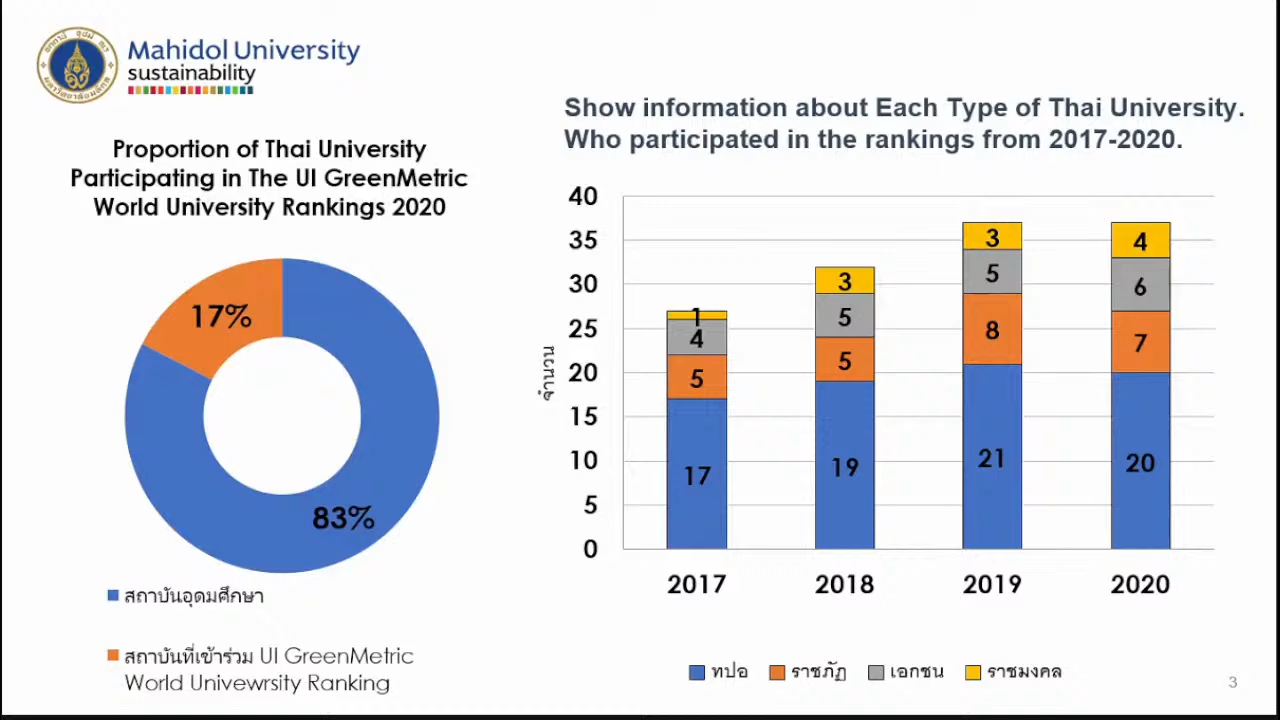 Mahidol University
sustainability
Proportion of Thai University
Participating in The UI GreenMetric
World University Rankings 2020
17%
83%
สถาบันอุดมศึกษา
สถาบันที่เข้าร่วม UI GreenMetric
World Univewrsity Ranking
Show information about Each Type of Thai University.
Who participated in the rankings from 2017-2020.
จำนวน
40
35
30
25
20
15
10
5
0
1
4
5
17
3
5
5
19
3
5
8
21
4
6
7
20
2017 2018 2019 2020
ทปอ ราชภัฏ เอกชน ราชมงคล
3